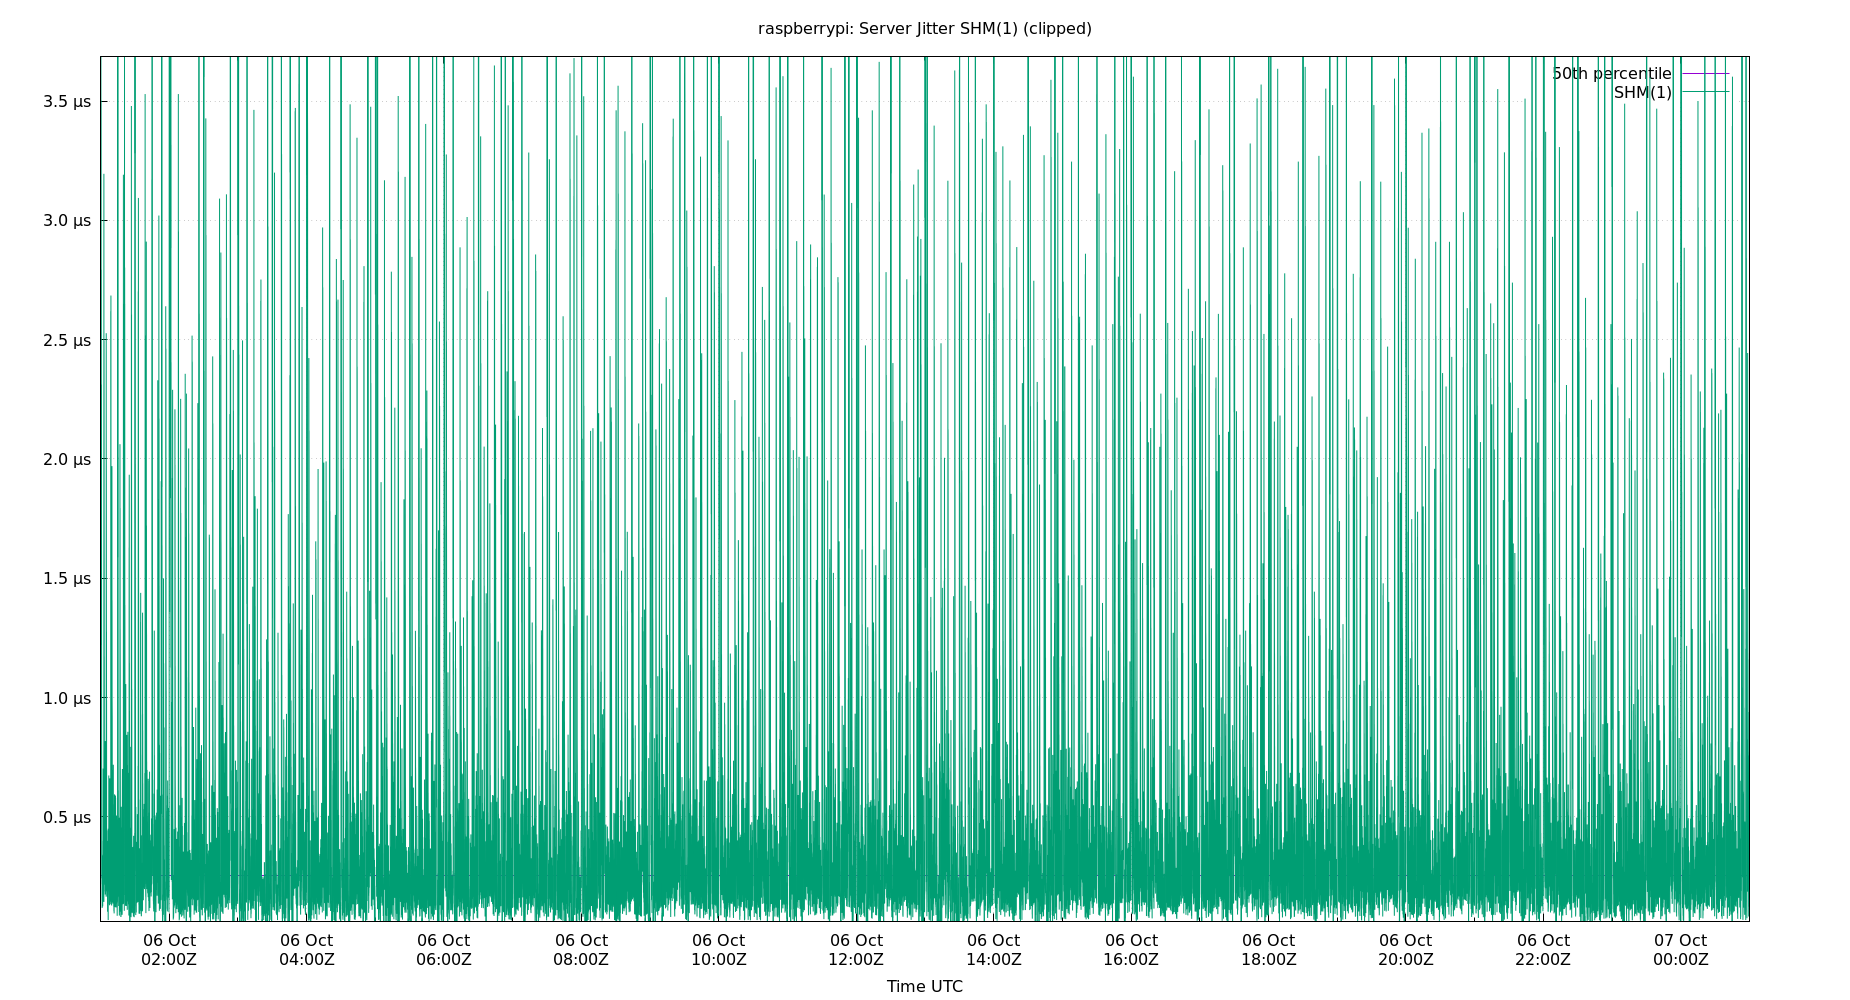 raspberrypi: Server Jitter SHM(1) (clipped)
50th percentile
SHM(1)
3.5 μs
3.0 μs
2.5 μs
2.0 μs
1.5 μs
1.0 μs
0.5 μs
06 Oct 06 Oct 06 Oct 06 Oct 06 Oct 06 Oct 06 Oct 06 Oct 06 Oct 06 Oct 06 Oct 07 Oct
02:00Z 04:00Z 06:00Z 08:00Z 10:00Z 12:00Z 14:00Z 16:00Z 18:00Z 20:00Z 22:00Z 00:00Z
Time UTC